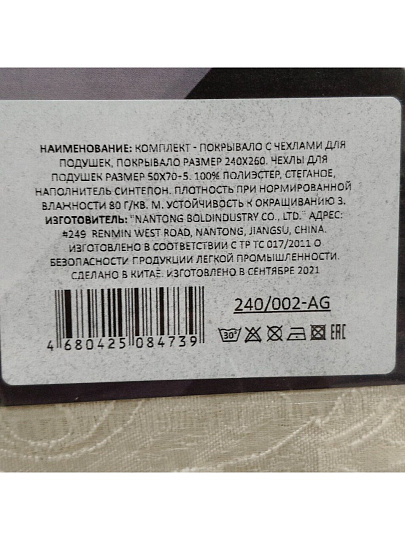 НАИМЕНОВАНИЕ: КОМПЛЕКТ - ПОКРЫВАЛО С ЧЕХЛАМИ ДЛЯ
ПОДУШЕК, ПОКРЫВАЛО РАЗМЕР 240Х260. ЧЕХЛЫ ДЛЯ
ПОДУШЕК РАЗМЕР 50Х70-5. 100% ПОЛИЭСТЕР, СТЕГАНОЕ,
НАПОЛНИТЕЛЬ СИНТЕПОН. ПЛОТНОСТЬ ПРИ НОРМИРОВАННОЙ
ВЛАЖНОСТИ 80 Г/КВ. М. УСТОЙЧИВОСТЬ К ОКРАШИВАНИЮ 3.
ИЗГОТОВИТЕЛЬ: "NANTONG BOLDINDUSTRY CO., LTD." АДРЕС:
#249 RENMIN WEST ROAD, NANTONG, JIANGSU, CHINA.
ИЗГОТОВЛЕНО В СООТВЕТСТВИИ С ТР ТС 017/2011 О
БЕЗОПАСНОСТИ ПРОДУКЦИИ ЛЕГКОЙ ПРОМЫШЛЕННОСТИ.
СДЕЛАНО В КИТАЕ. ИЗГОТОВЛЕНО В СЕНТЯБРЕ 2021
240/002-AG
30° EAC
4 680425 084739